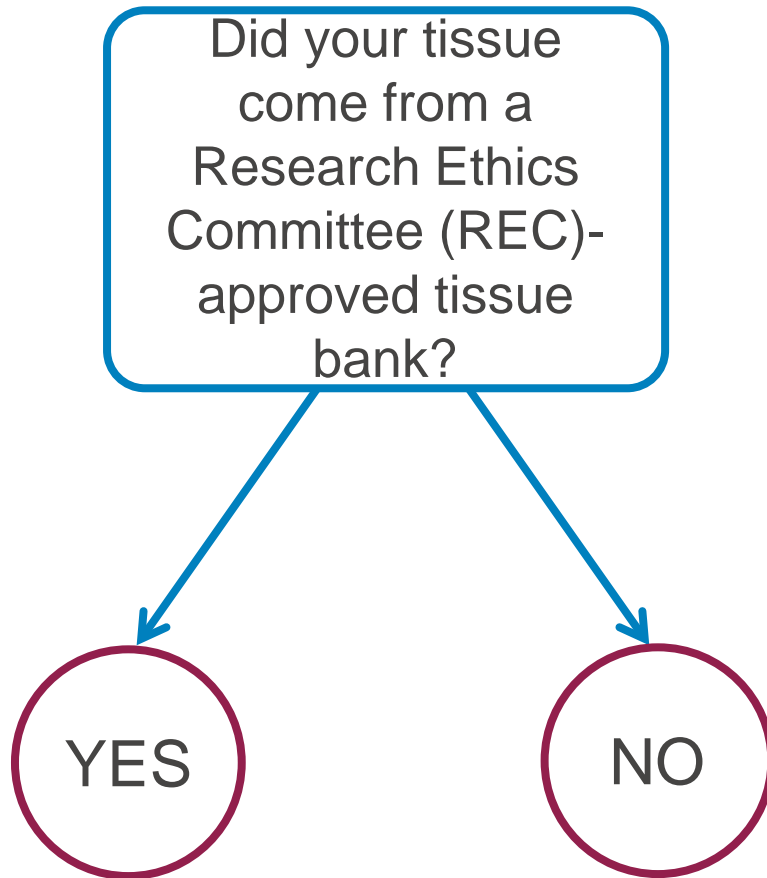 Did your tissue
come from a
Research Ethics
Committee (REC)-
approved tissue
bank?
YES
NO